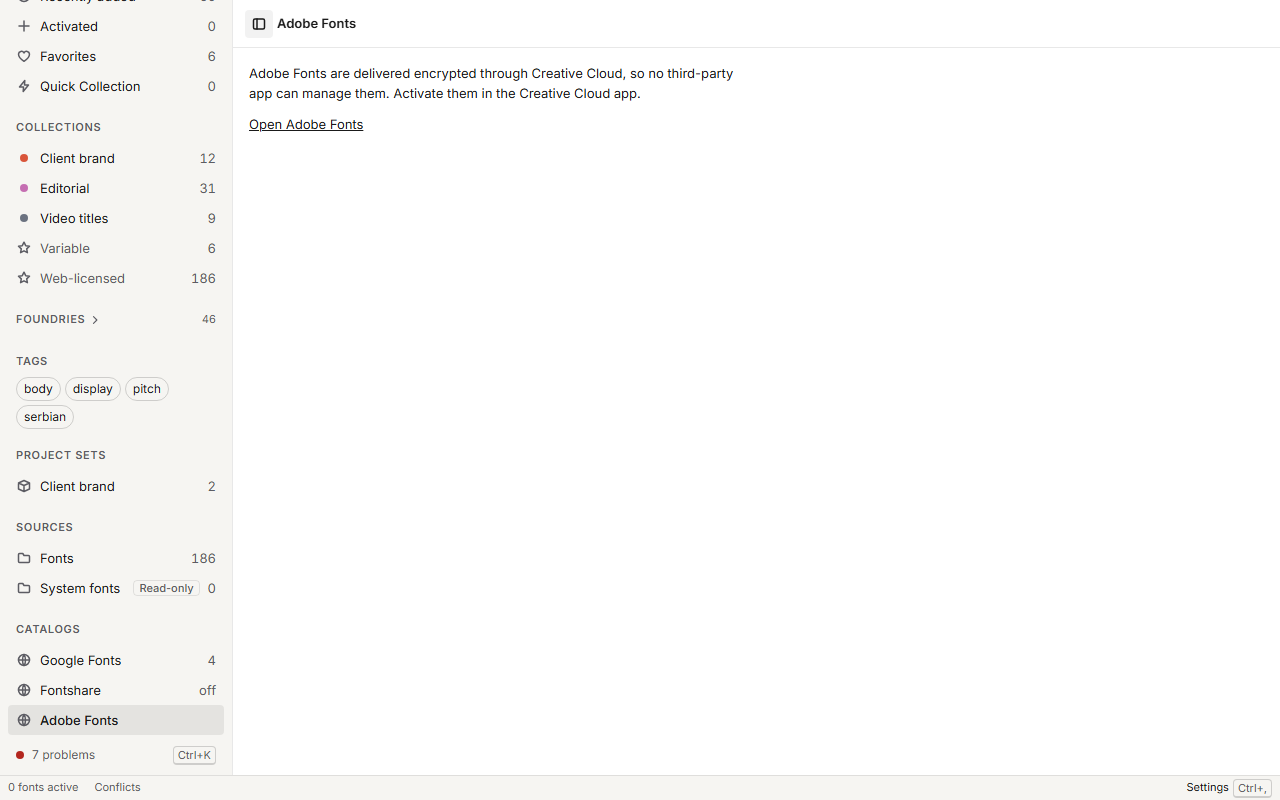 Activated 0
Favorites 6
Quick Collection 0
COLLECTIONS
Client brand 12
Editorial 31
Video titles 9
Variable 6
Web-licensed 186
FOUNDRIES 46
TAGS
body display pitch
serbian
PROJECT SETS
Client brand 2
SOURCES
Fonts 186
System fonts Read-only 0
CATALOGS
Google Fonts 4
Fontshare off
Adobe Fonts
7 problems Ctrl+K
Adobe Fonts
Adobe Fonts are delivered encrypted through Creative Cloud, so no third-party
app can manage them. Activate them in the Creative Cloud app.
Open Adobe Fonts
0 fonts active Conflicts
Settings Ctrl+,